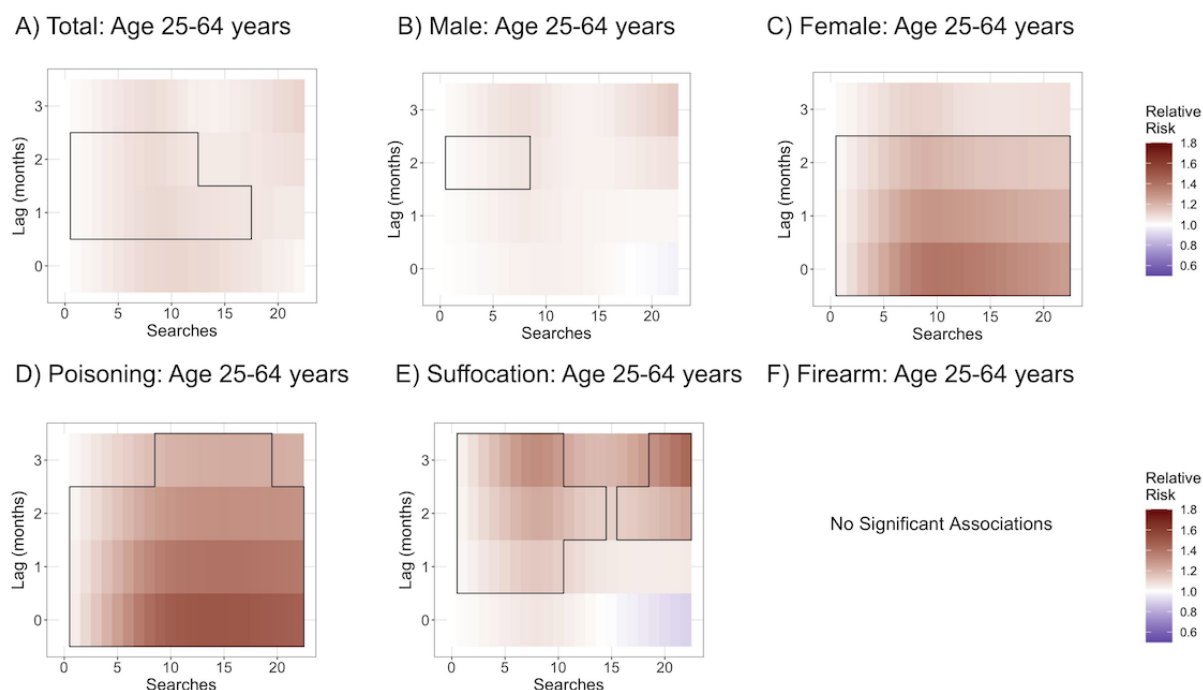 A) Total: Age 25-64 years
B) Male: Age 25-64 years
C) Female: Age 25-64 years
Lag (months)
3
2
1
0
0 5 10 15 20
Searches
Lag (months)
3
2
1
0
0 5 10 15 20
Searches
Lag (months)
3
2
1
0
0 5 10 15 20
Searches
Relative
Risk
1.8
1.6
1.4
1.2
1.0
0.8
0.6
D) Poisoning: Age 25-64 years
E) Suffocation: Age 25-64 years
F) Firearm: Age 25-64 years
Lag (months)
3
2
1
0
0 5 10 15 20
Searches
Lag (months)
3
2
1
0
0 5 10 15 20
Searches
No Significant Associations
Relative
Risk
1.8
1.6
1.4
1.2
1.0
0.8
0.6